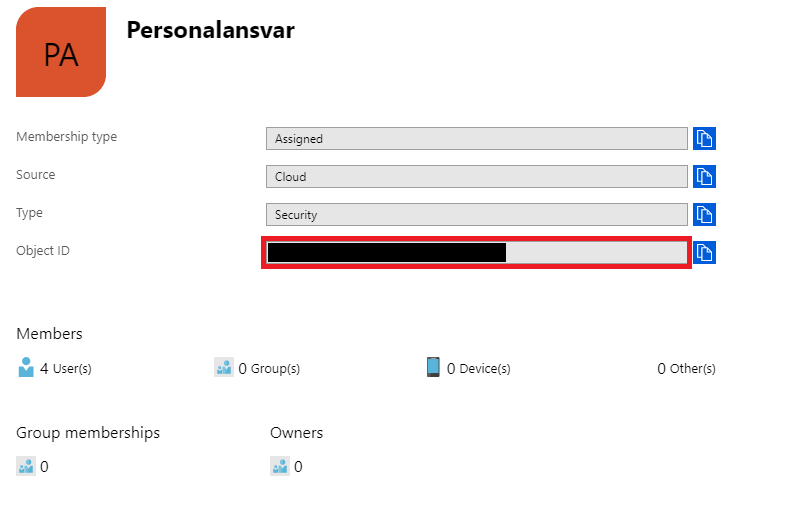 PA
Personalansvar
Membership type
Assigned
Source
Cloud
Type
Security
Object ID
Members
4 User(s)
0 Group(s)
0 Device(s)
0 Other(s)
Group memberships
Owners
0
0